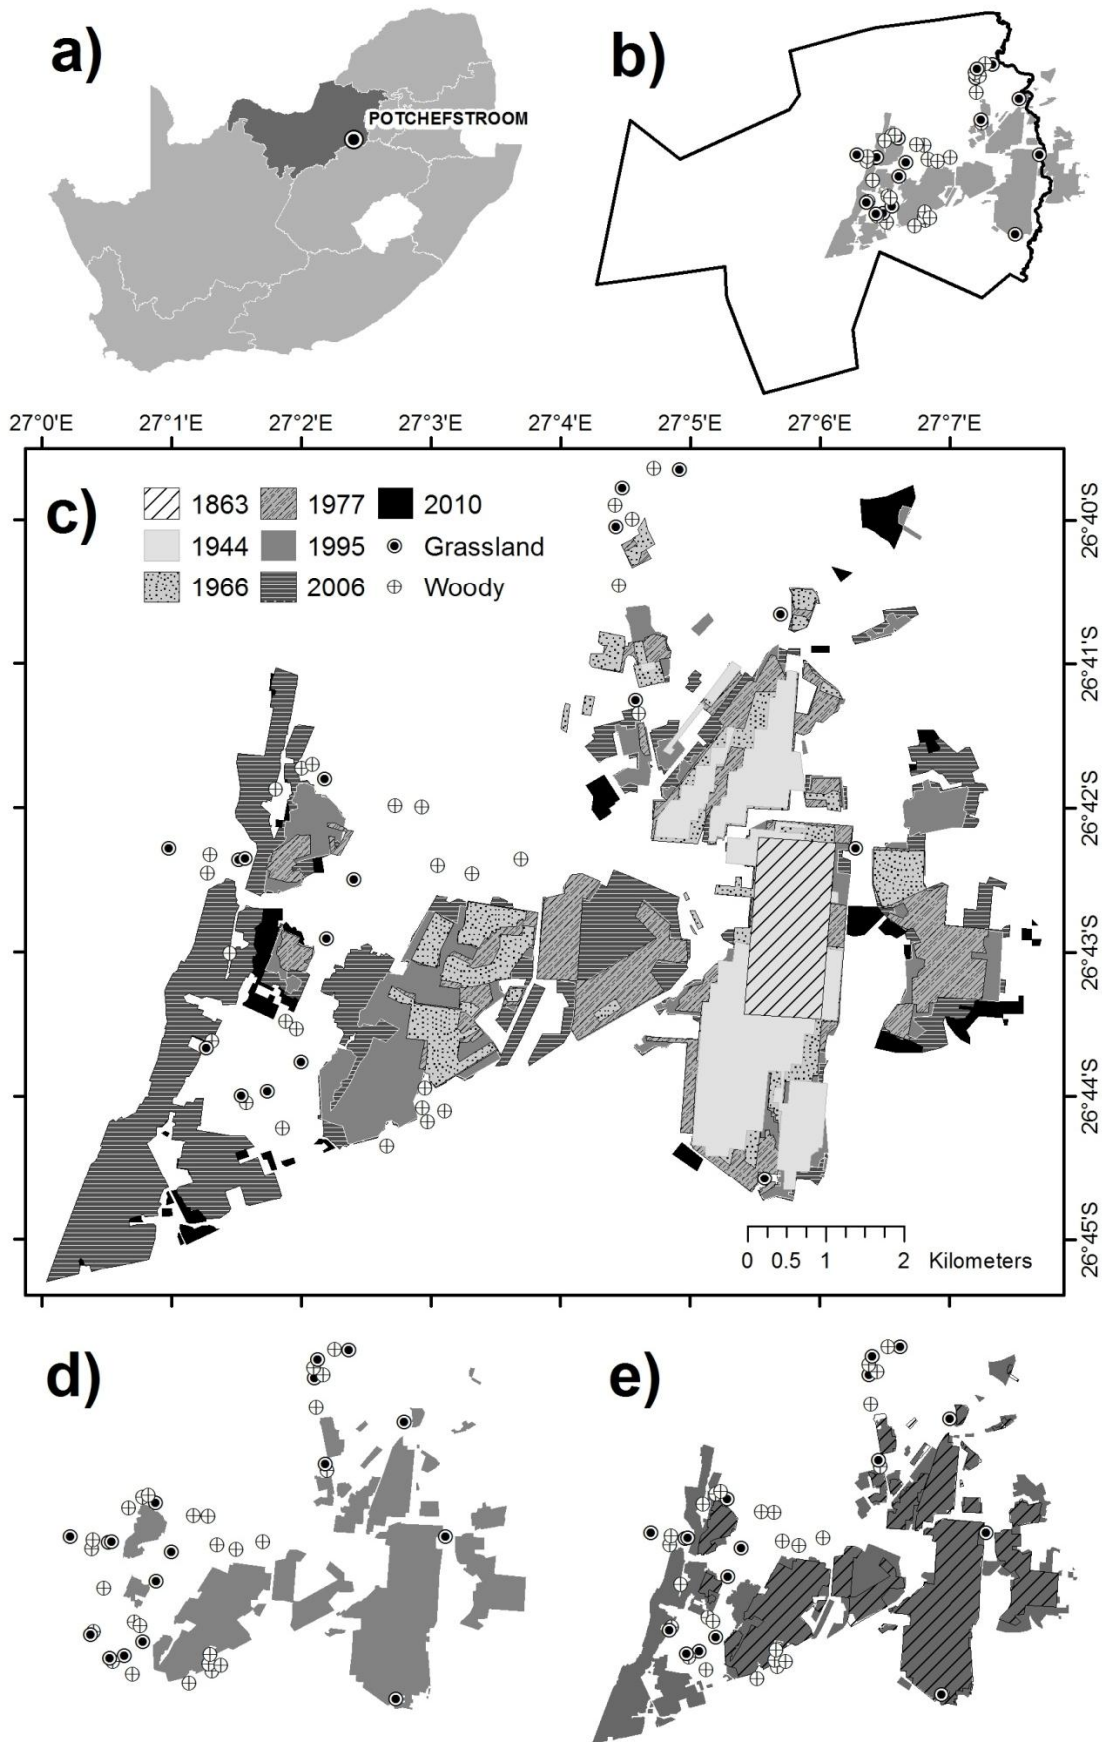 a)
POTCHEFSTROOM
b)
27°0'E 27°1'E 27°2'E 27°3'E 27°4'E 27°5'E 27°6'E 27°7'E
c)
1863 1977 2010
1944 1995 Grassland
1966 2006 Woody
26°40'S
26°41'S
26°42'S
26°43'S
26°44'S
26°45'S
0 0.5 1 2 Kilometers
d)
e)